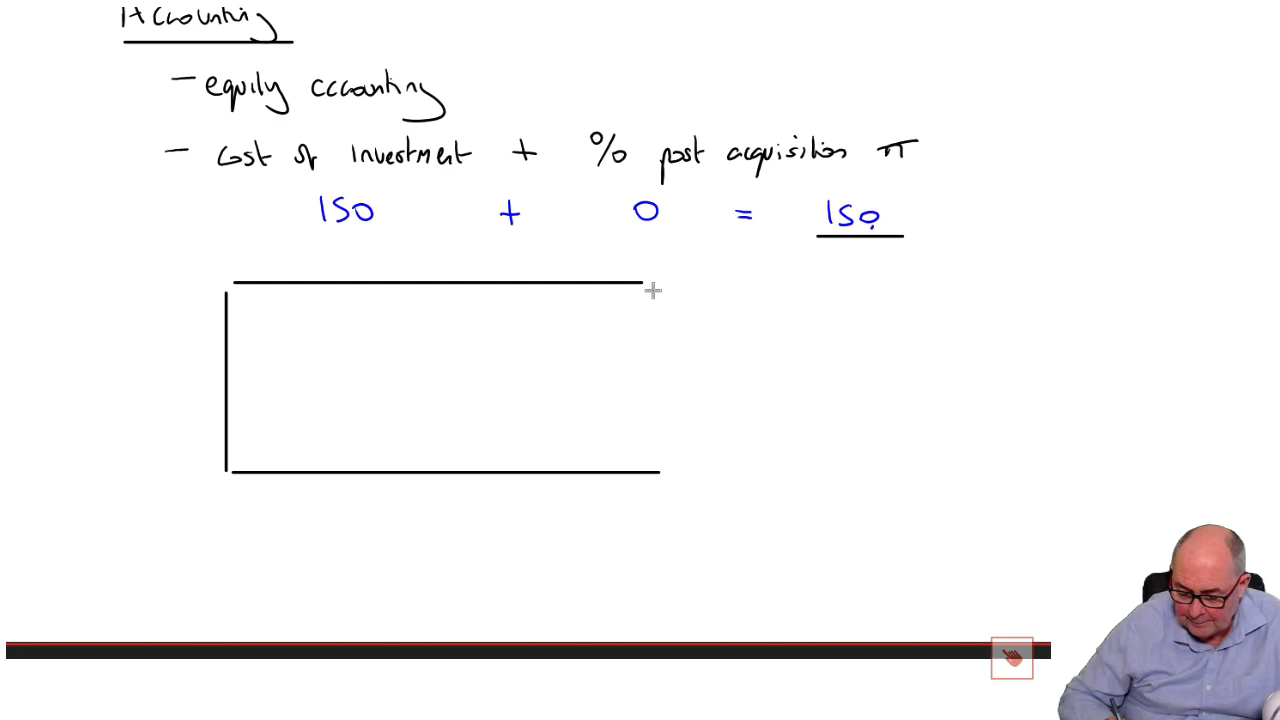 Accounting
- equity accounting
- cost of investment + % post acquisition π
150 + 0 = 150